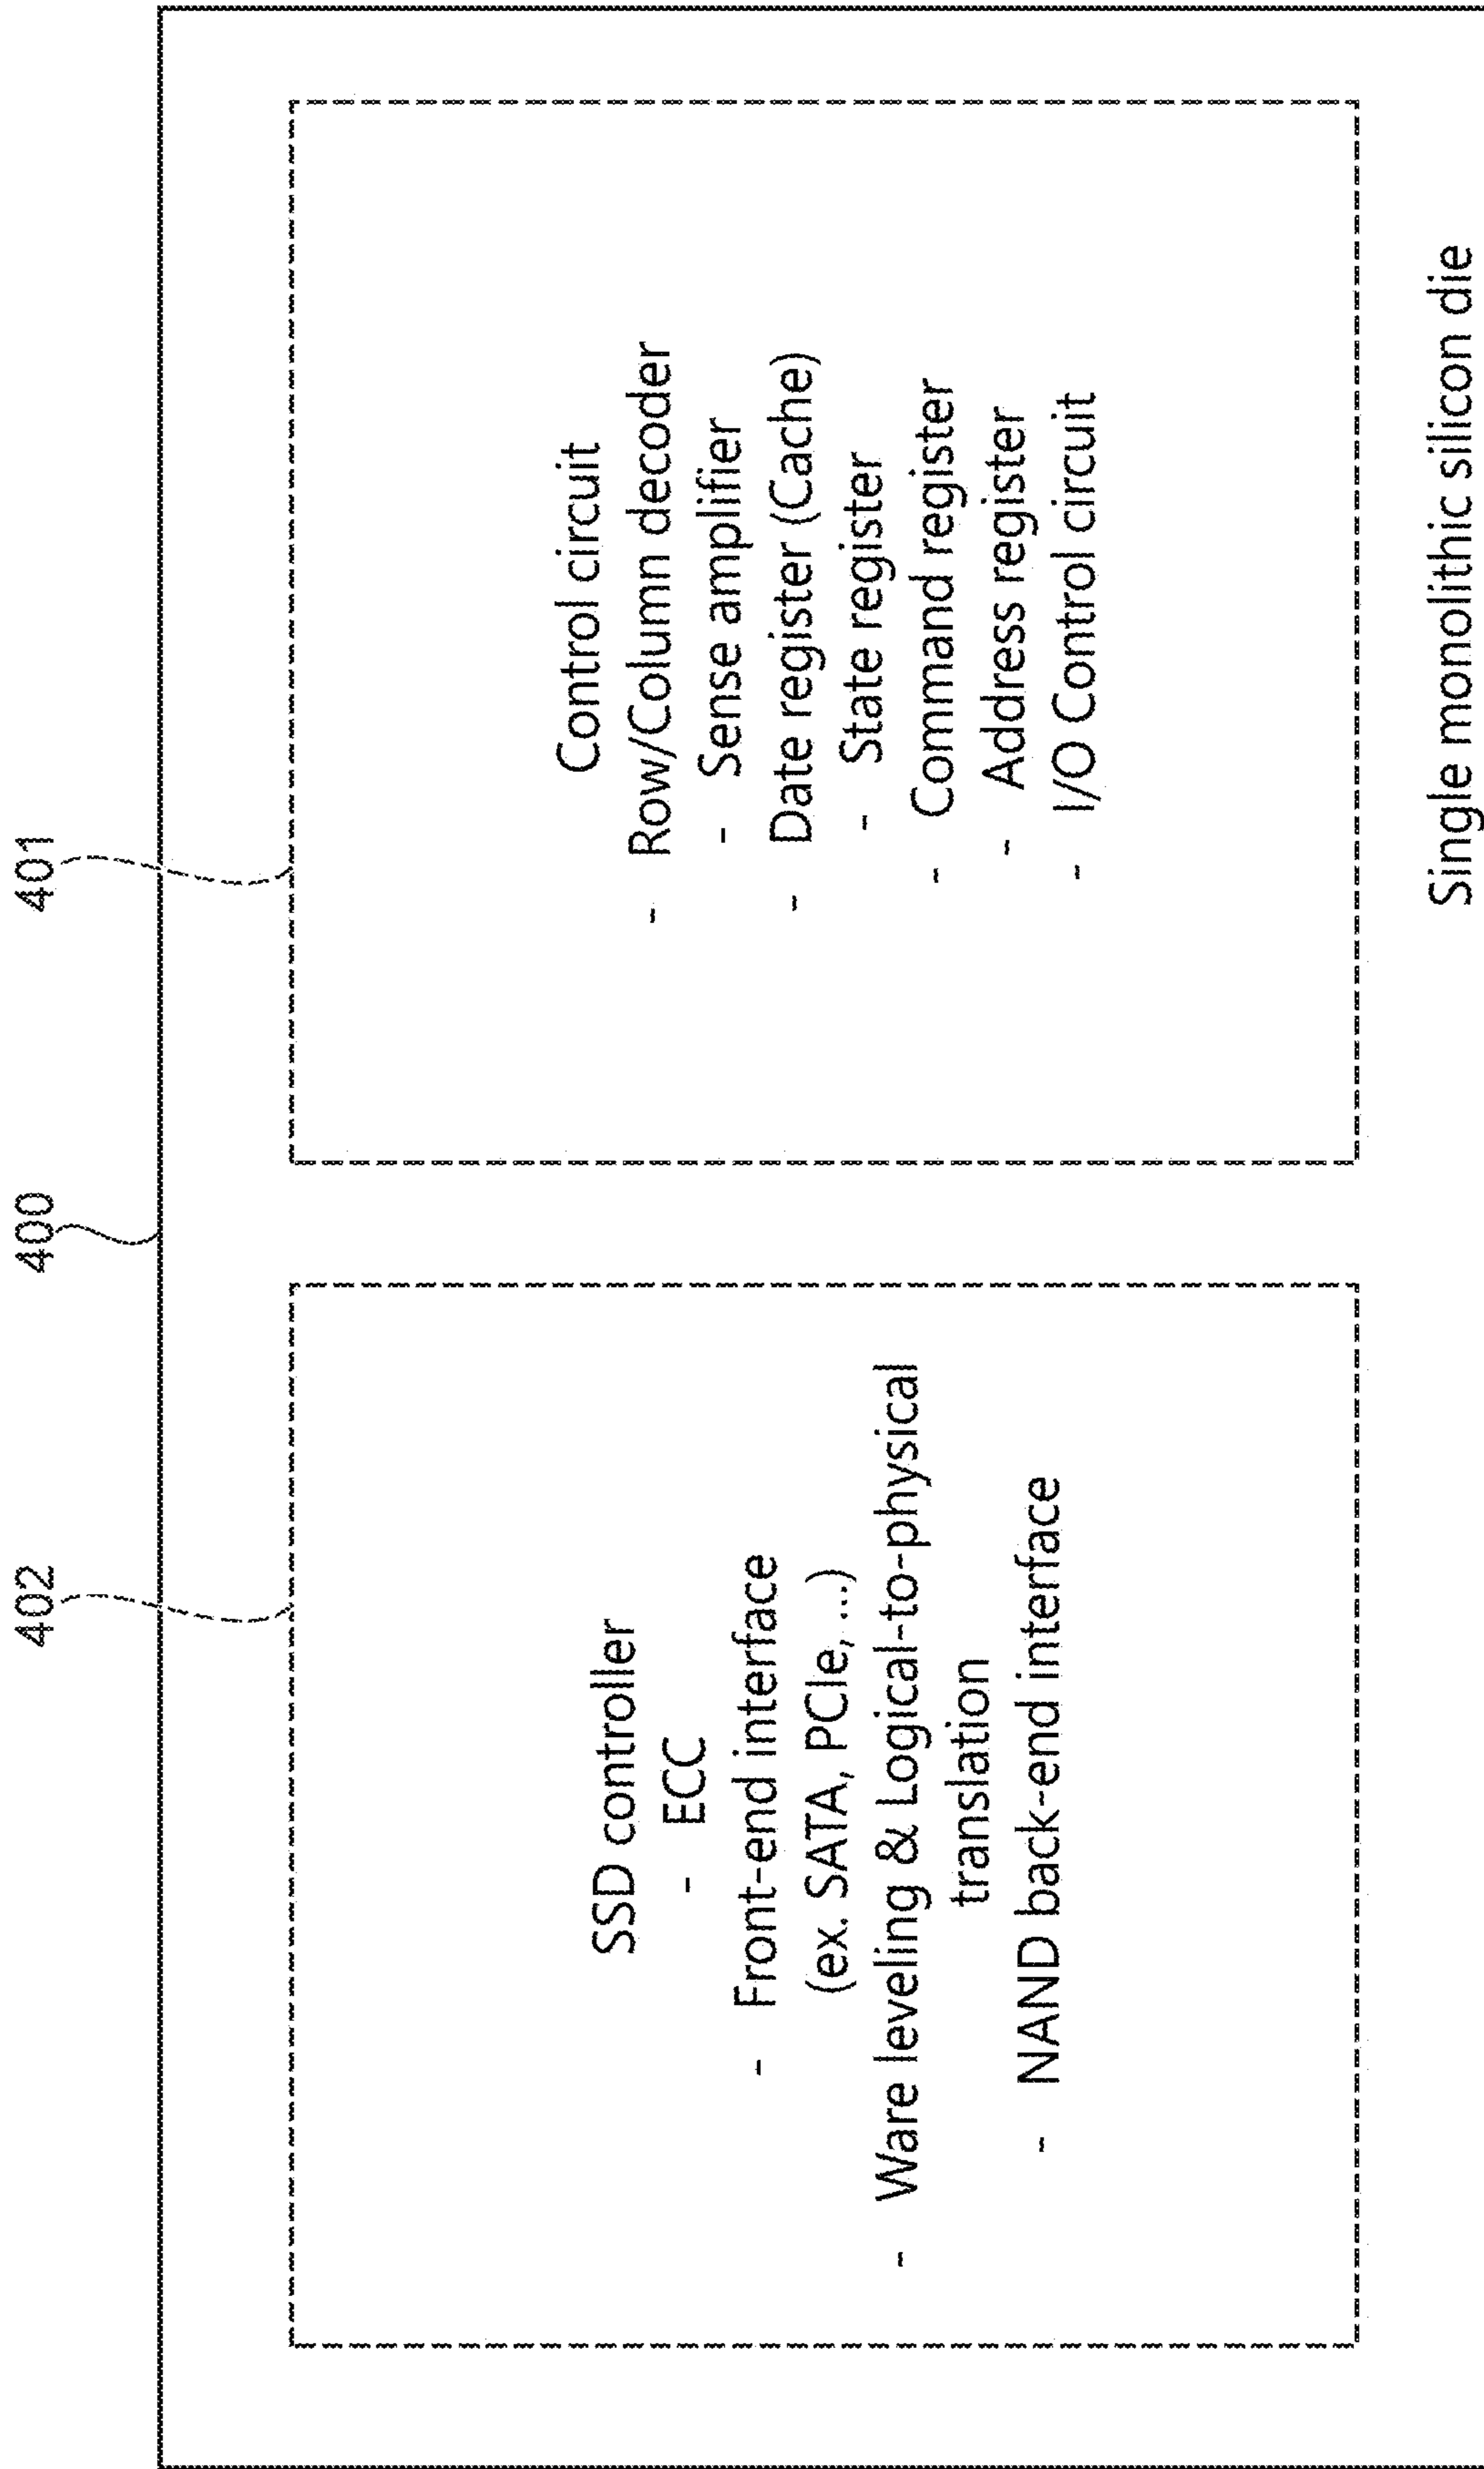 402
400
401
SSD controller
- ECC
- Front-end interface
(ex. SATA, PCIe, ...)
- Ware leveling & Logical-to-physical
translation
- NAND back-end interface
Control circuit
- Row/Column decoder
- Sense amplifier
- Date register (Cache)
- State register
- Command register
- Address register
- I/O Control circuit
Single monolithic silicon die